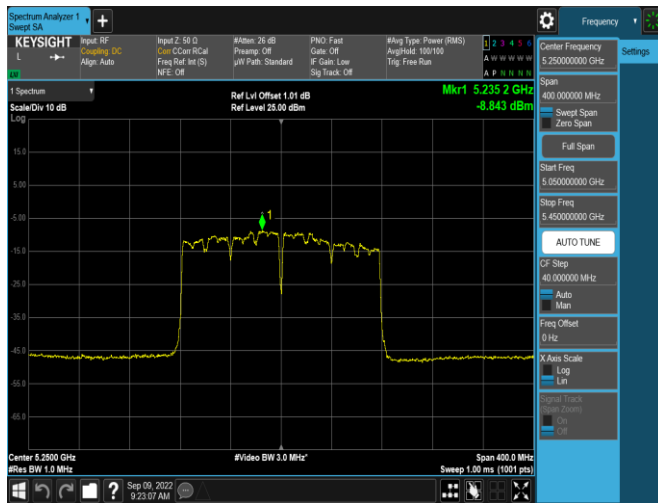 Spectrum Analyzer 1
Swept SA
+
Frequency
KEYSIGHT
L
Input: RF
Coupling: DC
Align: Auto
Input Z: 50 Ω
Corr CCorr RCal
Freq Ref: Int (S)
NFE: Off
#Atten: 26 dB
Preamp: Off
µW Path: Standard
PNO: Fast
Gate: Off
IF Gain: Low
Sig Track: Off
#Avg Type: Power (RMS)
Avg|Hold: 100/100
Trig: Free Run
1 2 3 4 5 6
A W W W W W
A P N N N N
1 Spectrum
Scale/Div 10 dB
Log
Ref Lvl Offset 1.01 dB
Ref Level 25.00 dBm
Mkr1 5.235 2 GHz
-8.843 dBm
15.0
5.00
-5.00
-15.0
-25.0
-35.0
-45.0
-55.0
-65.0
1
Center 5.2500 GHz
#Res BW 1.0 MHz
#Video BW 3.0 MHz*
Span 400.0 MHz
Sweep 1.00 ms (1001 pts)
Sep 09, 2022
9:23:07 AM
?
Settings
Center Frequency
5.250000000 GHz
Span
400.000000 MHz
Swept Span
Zero Span
Full Span
Start Freq
5.050000000 GHz
Stop Freq
5.450000000 GHz
AUTO TUNE
CF Step
40.000000 MHz
Auto
Man
Freq Offset
0 Hz
X Axis Scale
Log
Lin
Signal Track
(Span Zoom)
On
Off